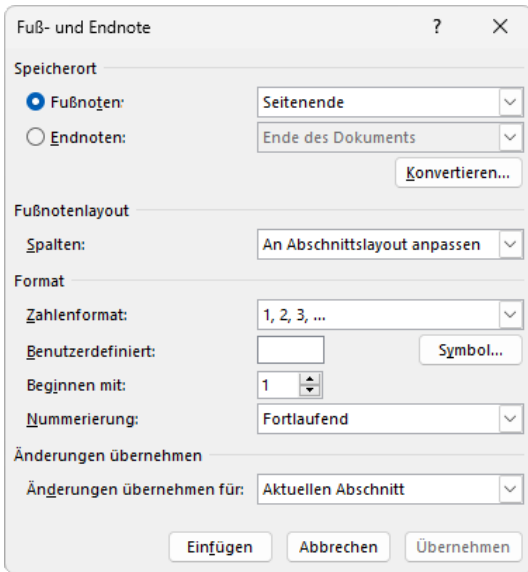 Fuß- und Endnote ?
Speicherort
Fußnoten: Seitenende
Endnoten: Ende des Dokuments
Konvertieren...
Fußnotenlayout
Spalten: An Abschnittslayout anpassen
Format
Zahlenformat: 1, 2, 3, ...
Benutzerdefiniert: Symbol...
Beginnen mit: 1
Nummerierung: Fortlaufend
Änderungen übernehmen
Änderungen übernehmen für: Aktuellen Abschnitt
Einfügen Abbrechen Übernehmen